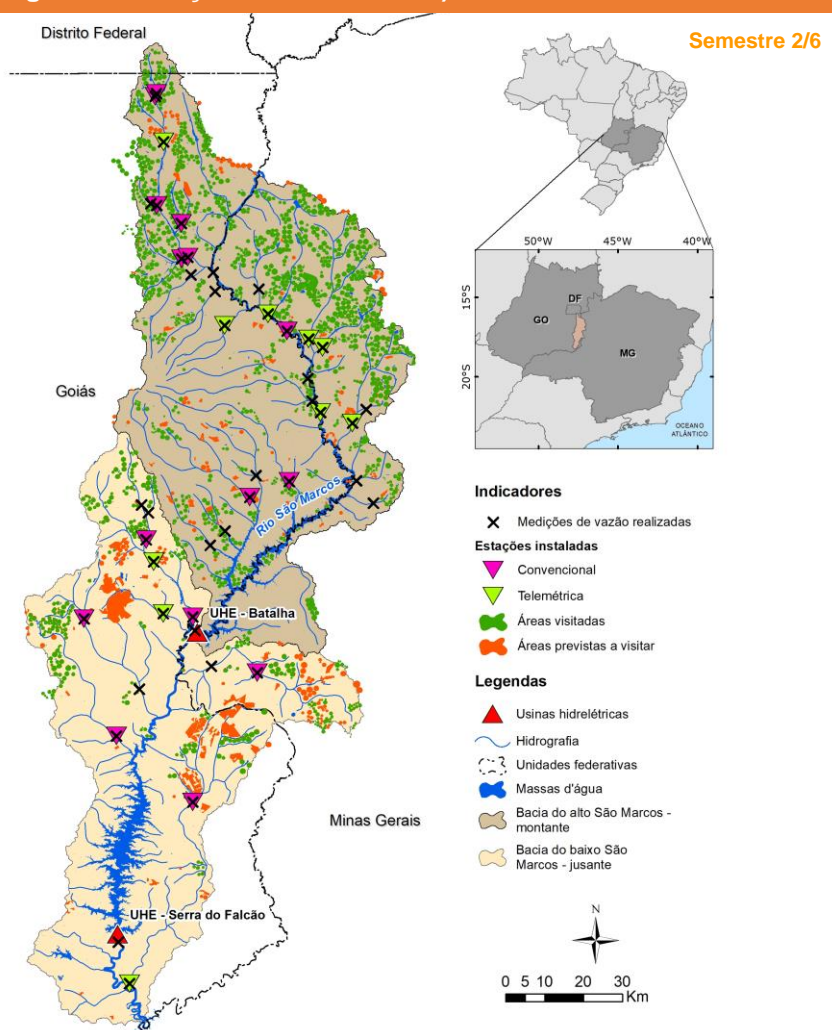 Distrito Federal
Semestre 2/6
50°W
45°W
40°W
15°S
20°S
DF
GO
MG
OCEANO
ATLÂNTICO
Goiás
Rio São Marcos
UHE - Batalha
Minas Gerais
UHE - Serra do Falcão
Indicadores
Medições de vazão realizadas
Estações instaladas
Convencional
Telemétrica
Áreas visitadas
Áreas previstas a visitar
Legendas
Usinas hidrelétricas
Hidrografia
Unidades federativas
Massas d'água
Bacia do alto São Marcos -
montante
Bacia do baixo São
Marcos - jusante
N
0 5 10 20 30
Km